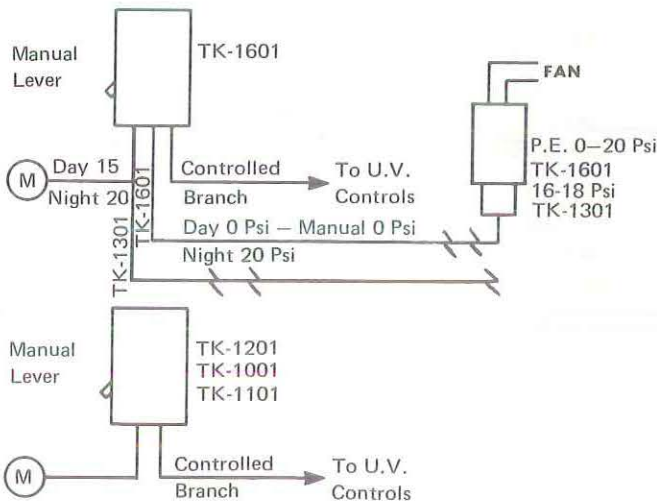 Manual
Lever
TK-1601
FAN
P.E. 0–20 Psi
TK-1601
16-18 Psi
TK-1301
M
Day 15
Night 20
TK-1601
TK-1301
Controlled
Branch
To U.V.
Controls
Day 0 Psi – Manual 0 Psi
Night 20 Psi
Manual
Lever
TK-1201
TK-1001
TK-1101
M
Controlled
Branch
To U.V.
Controls